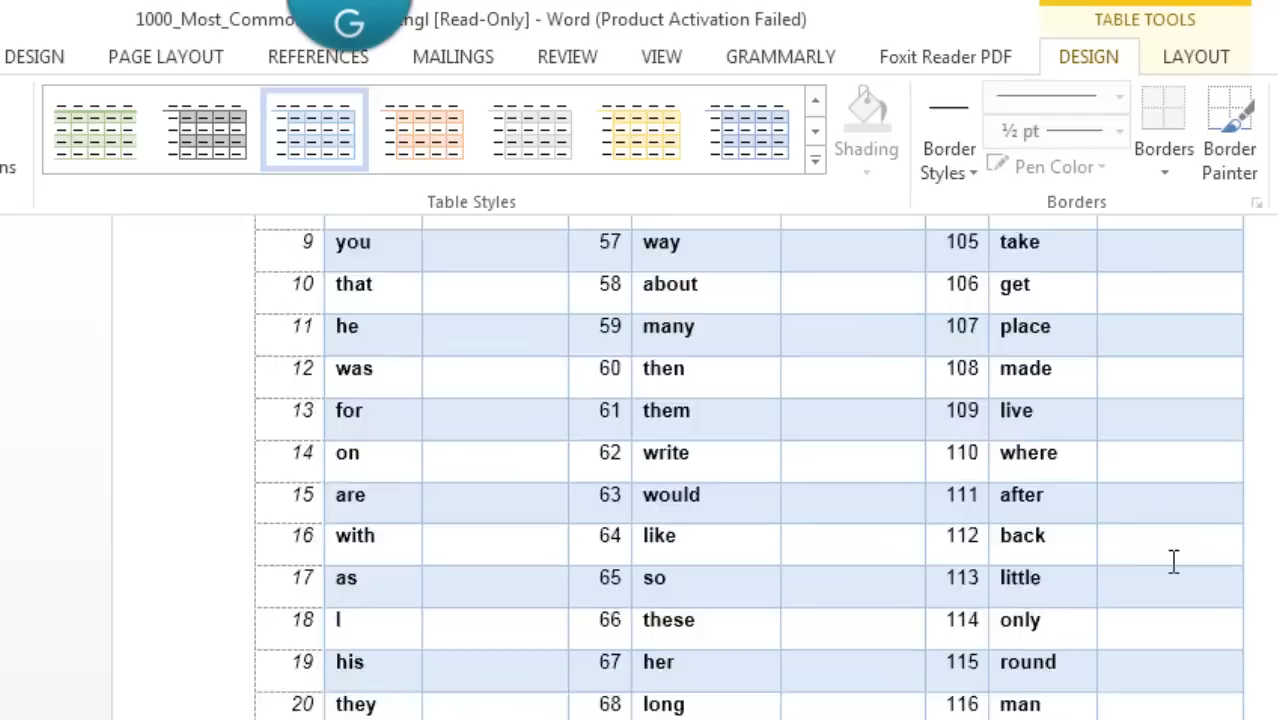 1000_Most_Commo ngl [Read-Only] - Word (Product Activation Failed) TABLE TOOLS
G
DESIGN PAGE LAYOUT REFERENCES MAILINGS REVIEW VIEW GRAMMARLY Foxit Reader PDF DESIGN LAYOUT
½ pt
ns Shading Border Styles Pen Color Borders Border Painter
Table Styles Borders
9 you 57 way 105 take
10 that 58 about 106 get
11 he 59 many 107 place
12 was 60 then 108 made
13 for 61 them 109 live
14 on 62 write 110 where
15 are 63 would 111 after
16 with 64 like 112 back
17 as 65 so 113 little
18 I 66 these 114 only
19 his 67 her 115 round
20 they 68 long 116 man